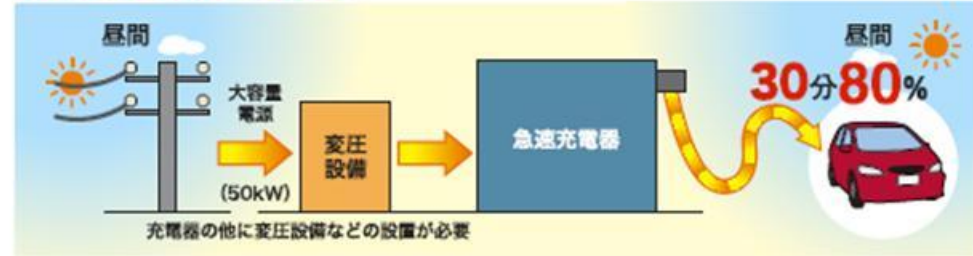 昼間
大容量
電源
(50kW)
変圧
設備
急速充電器
昼間
30分80%
充電器の他に変圧設備などの設置が必要